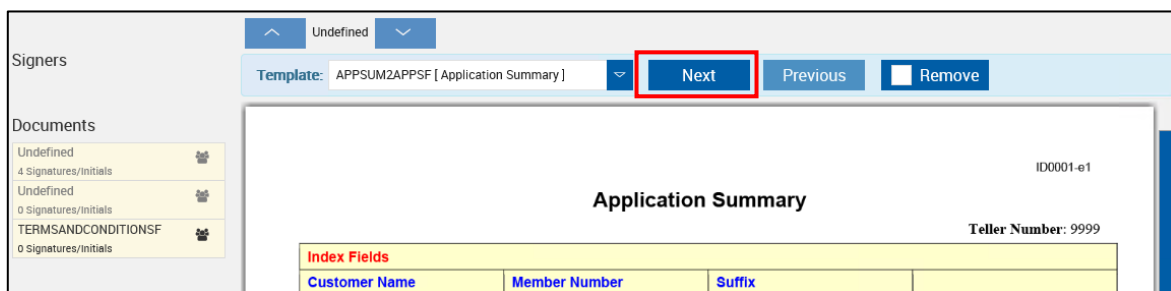 Undefined
Signers
Template: APPSUM2APPSF [ Application Summary ] Next Previous Remove
Documents
Undefined
4 Signatures/Initials
Undefined
0 Signatures/Initials
TERMSANDCONDITIONSF
0 Signatures/Initials
ID0001-e1
Application Summary
Teller Number: 9999
Index Fields
Customer Name Member Number Suffix